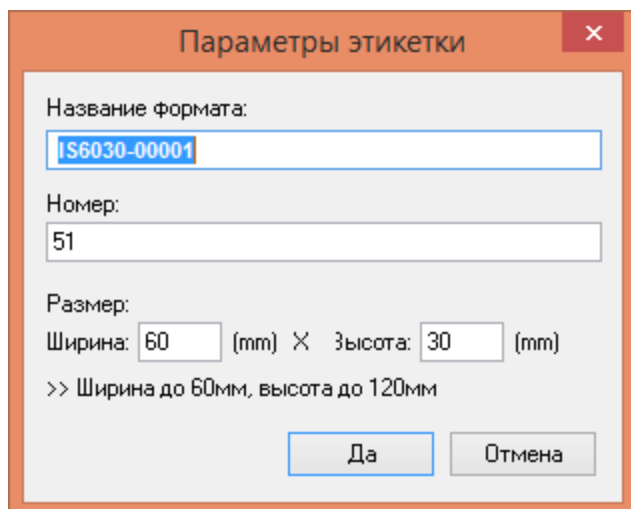 Параметры этикетки
Название формата:
IS6030-00001
Номер:
51
Размер:
Ширина: 60 (mm) X Высота: 30 (mm)
>> Ширина до 60мм, высота до 120мм
Да Отмена